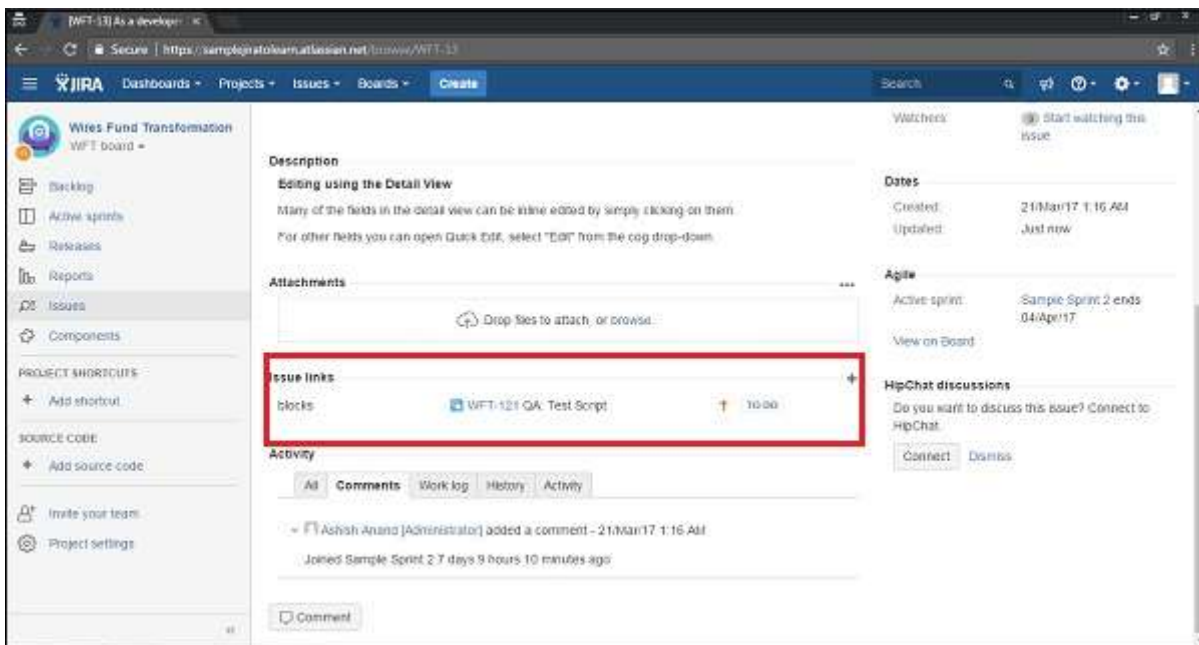 [WFT-13] As a develope
Secure | https://samplejiratolearn.atlassian.net/browse/WFT-13
JIRA Dashboards Projects Issues Boards Create Search
Wires Fund Transformation
WFT board
Backlog
Active sprints
Releases
Reports
Issues
Components
PROJECT SHORTCUTS
Add shortcut
SOURCE CODE
Add source code
Invite your team
Project settings
Description
Editing using the Detail View
Many of the fields in the detail view can be inline edited by simply clicking on them.
For other fields you can open Quick Edit, select "Edit" from the cog drop-down.
Attachments
Drop files to attach, or browse.
Issue links
blocks WFT-121 QA: Test Script TO DO
Activity
All Comments Work log History Activity
Ashish Anand [Administrator] added a comment - 21/Mar/17 1:16 AM
Joined Sample Sprint 2 7 days 9 hours 10 minutes ago
Comment
Watchers: Start watching this
issue
Dates
Created: 21/Mar/17 1:16 AM
Updated: Just now
Agile
Active sprint: Sample Sprint 2 ends
04/Apr/17
View on Board
HipChat discussions
Do you want to discuss this issue? Connect to
HipChat.
Connect Dismiss